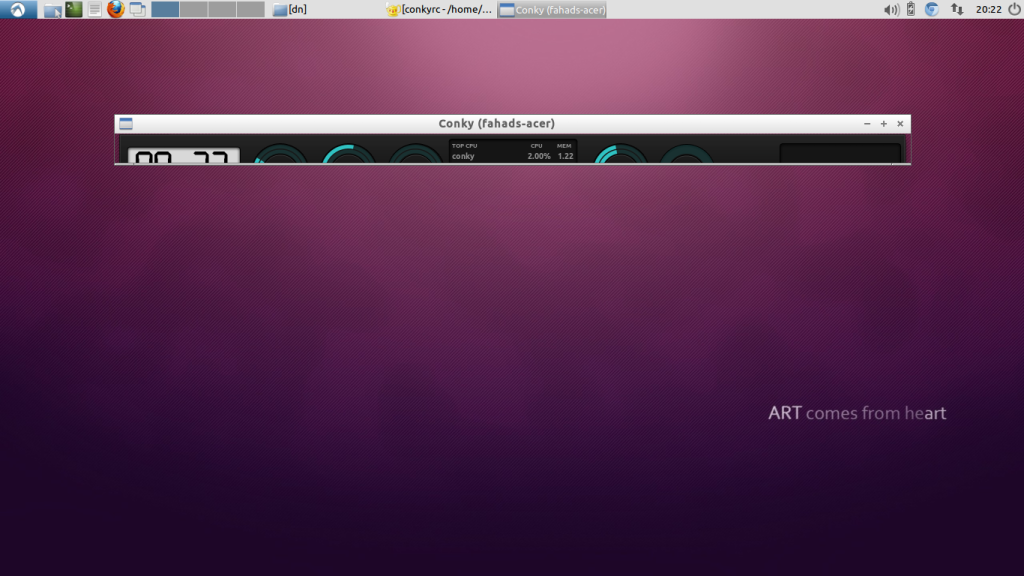 [dn]
[conkyrc - /home/...
Conky (fahads-acer)
20:22
Conky (fahads-acer)
TOP CPU CPU MEM
conky 2.00% 1.22
ART comes from heart